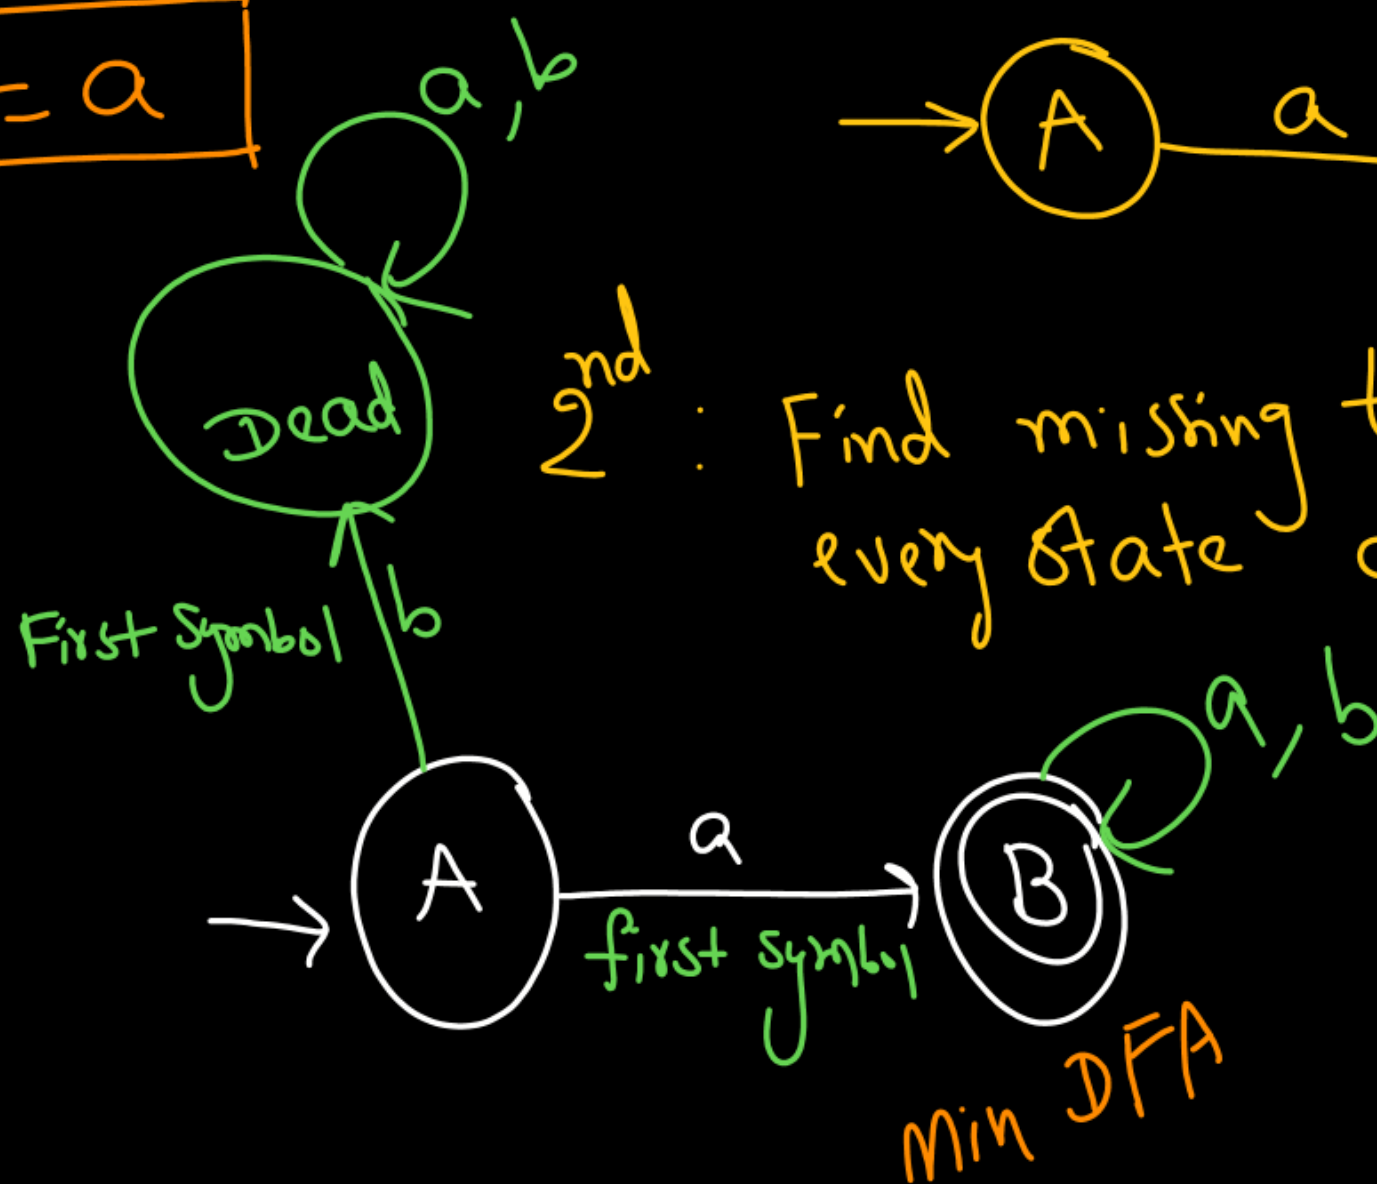 = a
a, b
A
a
Dead
2nd : Find missing t
every state
First Symbol
b
a, b
A
a
first symbol
B
Min DFA